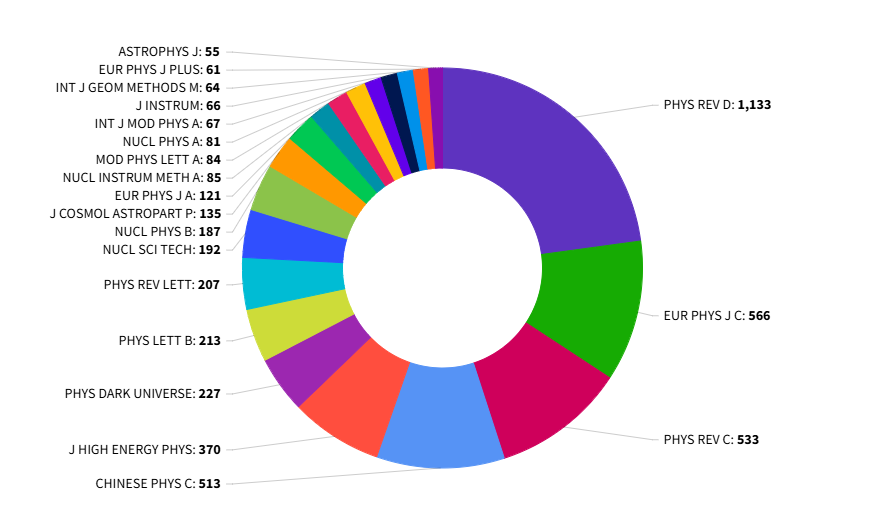 ASTROPHYS J: 55
EUR PHYS J PLUS: 61
INT J GEOM METHODS M: 64
J INSTRUM: 66
INT J MOD PHYS A: 67
NUCL PHYS A: 81
MOD PHYS LETT A: 84
NUCL INSTRUM METH A: 85
EUR PHYS J A: 121
J COSMOL ASTROPART P: 135
NUCL PHYS B: 187
NUCL SCI TECH: 192
PHYS REV LETT: 207
PHYS LETT B: 213
PHYS DARK UNIVERSE: 227
J HIGH ENERGY PHYS: 370
CHINESE PHYS C: 513
PHYS REV D: 1,133
EUR PHYS J C: 566
PHYS REV C: 533